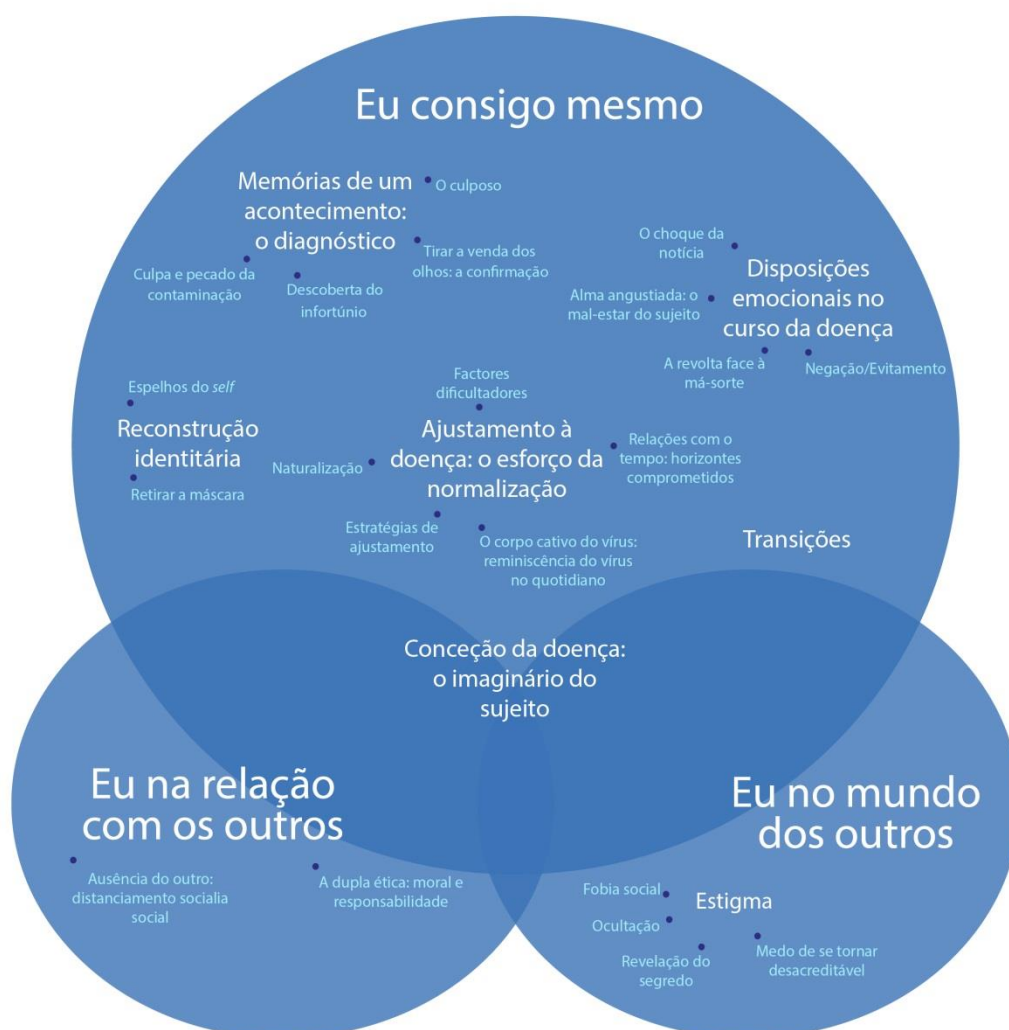 Eu consigo mesmo
Memórias de um
acontecimento:
o diagnóstico
O culposo
Tirar a venda dos
olhos: a confirmação
Culpa e pecado da
contaminação
Descoberta do
infortúnio
O choque da
notícia
Disposições
emocionais no
curso da doença
Alma angustiada: o
mal-estar do sujeito
A revolta face à
má-sorte
Negação/Evitamento
Espelhos do self
Reconstrução
identitária
Retirar a máscara
Factores
dificultadores
Ajustamento à
doença: o esforço da
normalização
Naturalização
Relações com o
tempo: horizontes
comprometidos
Estratégias de
ajustamento
O corpo cativo do vírus:
reminiscência do vírus
no quotidiano
Transições
Conceção da doença:
o imaginário do
sujeito
Eu na relação
com os outros
Ausência do outro:
distanciamento socialia
social
A dupla ética: moral e
responsabilidade
Eu no mundo
dos outros
Fobia social
Estigma
Ocultação
Revelação do
segredo
Medo de se tornar
desacreditável